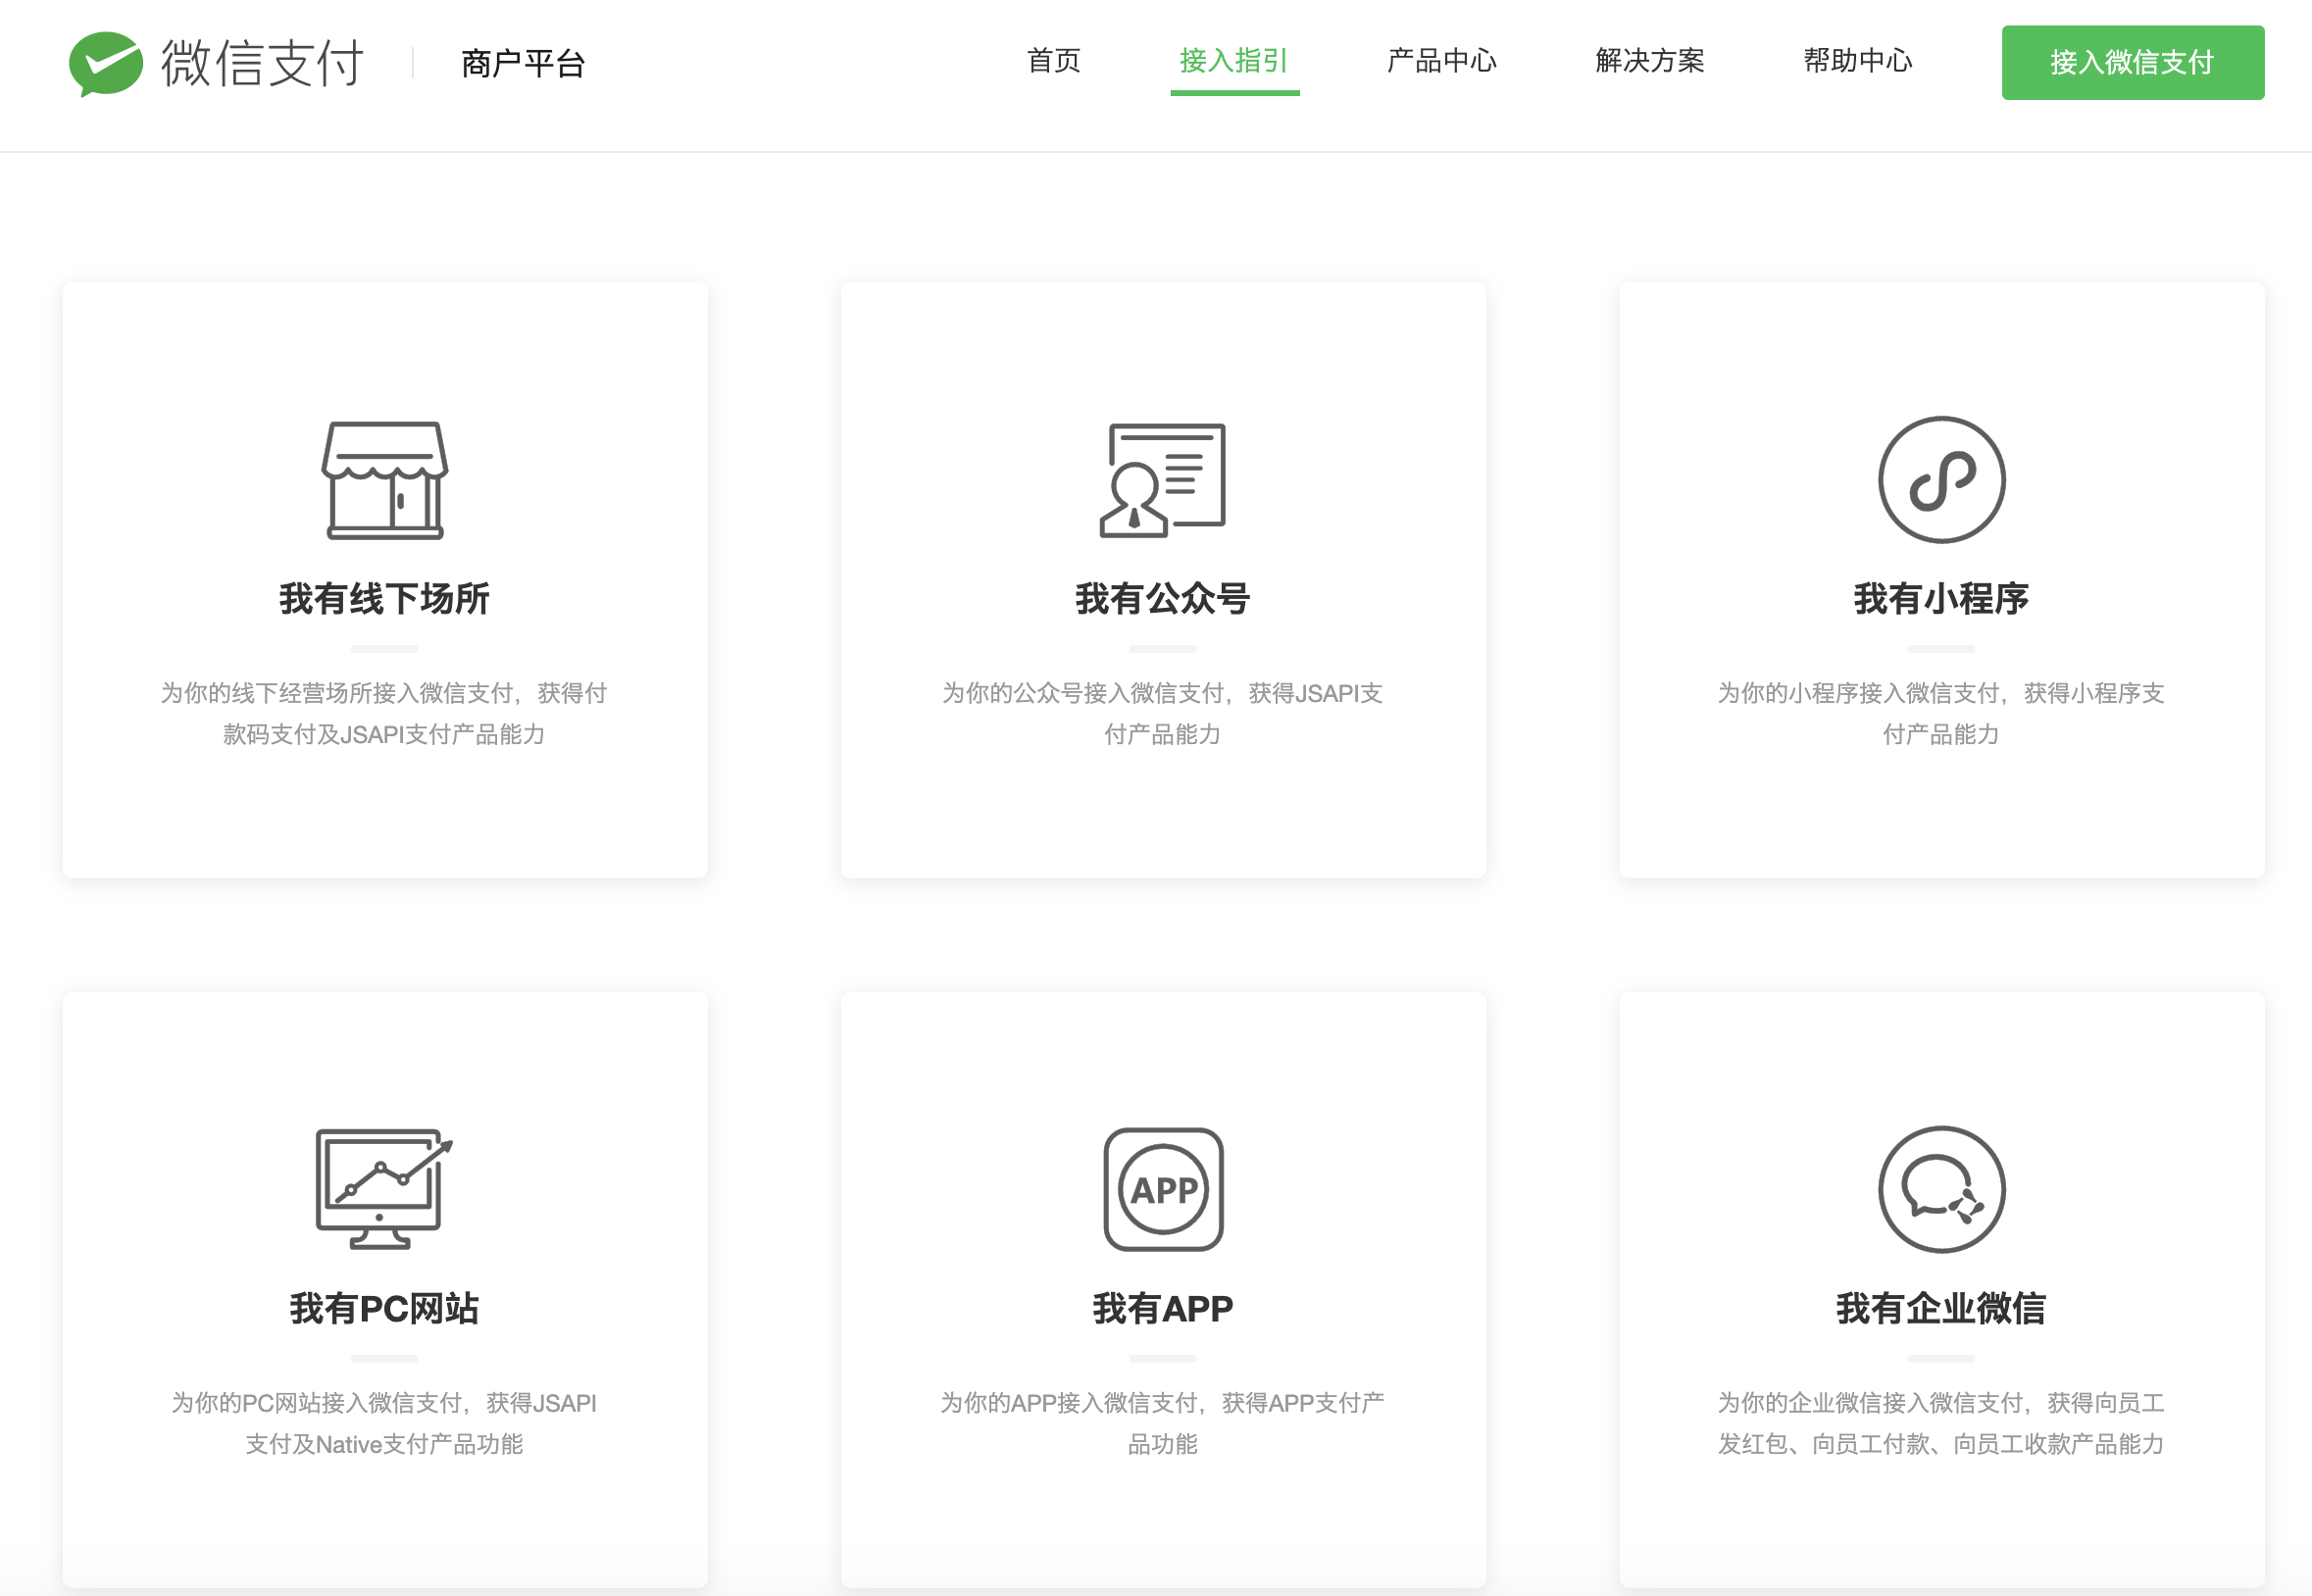 微信支付 商户平台 首页 接入指引 产品中心 解决方案 帮助中心 接入微信支付
我有线下场所
为你的线下经营场所接入微信支付，获得付
款码支付及JSAPI支付产品能力
我有公众号
为你的公众号接入微信支付，获得JSAPI支
付产品能力
我有小程序
为你的小程序接入微信支付，获得小程序支
付产品能力
我有PC网站
为你的PC网站接入微信支付，获得JSAPI
支付及Native支付产品功能
APP
我有APP
为你的APP接入微信支付，获得APP支付产
品功能
我有企业微信
为你的企业微信接入微信支付，获得向员工
发红包、向员工付款、向员工收款产品能力